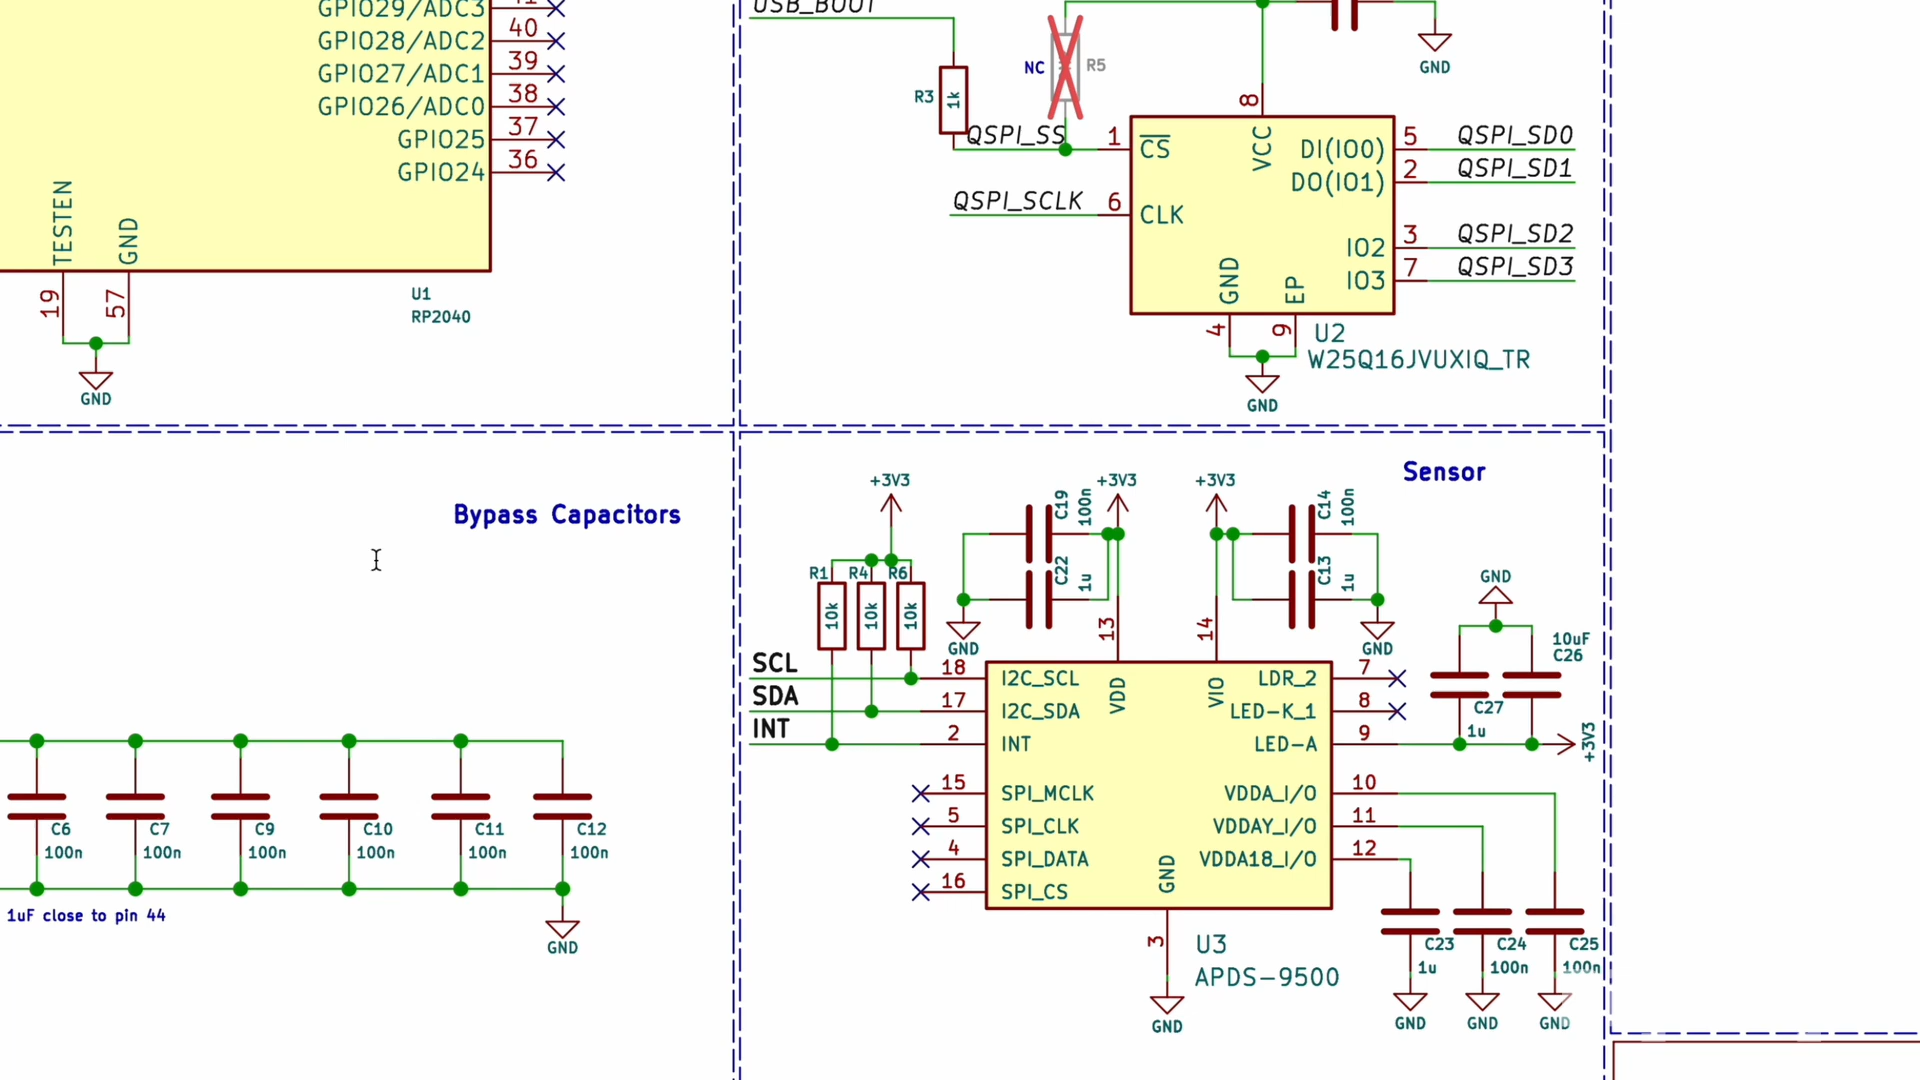 GPIO29/ADC3
GPIO28/ADC2 40
GPIO27/ADC1 39
GPIO26/ADC0 38
GPIO25 37
GPIO24 36
TESTEN GND
19 57
U1
RP2040
GND
USB_BOOT
R3 1k
NC R5
GND
QSPI_SS 1 CS
QSPI_SCLK 6 CLK
8 VCC
DI(IO0) 5 QSPI_SD0
DO(IO1) 2 QSPI_SD1
IO2 3 QSPI_SD2
IO3 7 QSPI_SD3
GND EP
4 9
U2
W25Q16JVUXIQ_TR
GND
Bypass Capacitors
C6 100n
C7 100n
C9 100n
C10 100n
C11 100n
C12 100n
1uF close to pin 44
GND
Sensor
+3V3 +3V3 +3V3
R1 10k
R4 10k
R6 10k
C19 100n
C22 1u
C14 100n
C13 1u
GND GND GND
13 14
10uF
C26
C27
1u
+3V3
SCL 18 I2C_SCL
SDA 17 I2C_SDA
INT 2 INT
15 SPI_MCLK
5 SPI_CLK
4 SPI_DATA
16 SPI_CS
VDD VIO
LDR_2 7
LED-K_1 8
LED-A 9
VDDA_I/O 10
VDDAY_I/O 11
VDDA18_I/O 12
GND
3
U3
APDS-9500
GND
C23 1u
C24 100n
C25 100n
GND GND GND